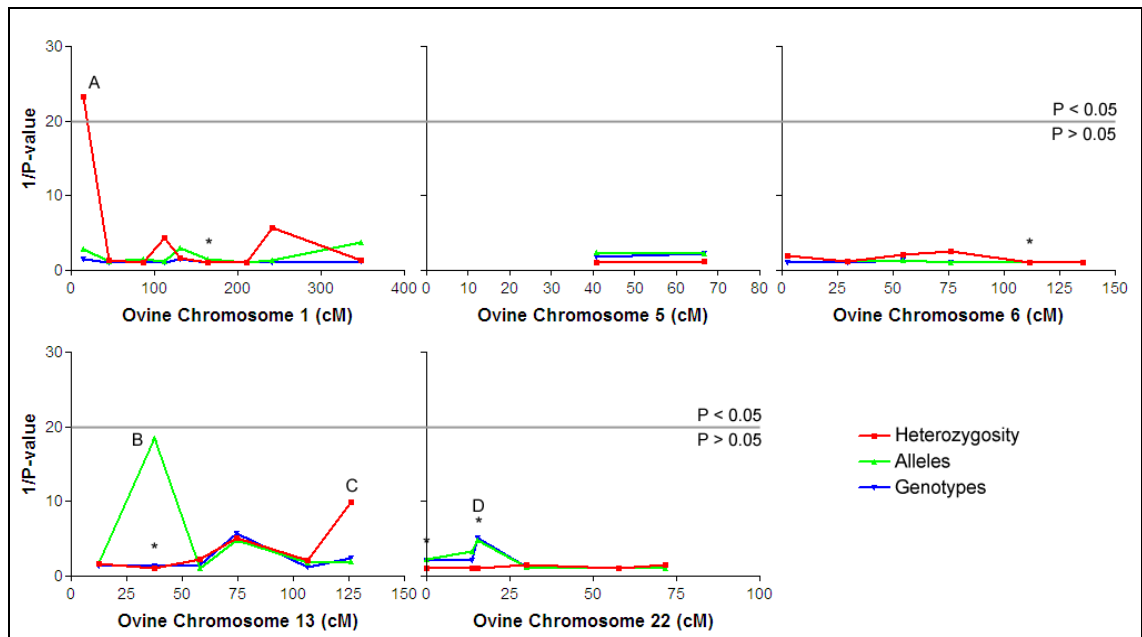 30
20
10
0
1/P-value
A
*
0 100 200 300 400
Ovine Chromosome 1 (cM)
0 10 20 30 40 50 60 70 80
Ovine Chromosome 5 (cM)
P < 0.05
P > 0.05
*
0 25 50 75 100 125 150
Ovine Chromosome 6 (cM)
30
20
10
0
1/P-value
B
*
C
0 25 50 75 100 125 150
Ovine Chromosome 13 (cM)
P < 0.05
P > 0.05
D
*
*
0 25 50 75 100
Ovine Chromosome 22 (cM)
Heterozygosity
Alleles
Genotypes